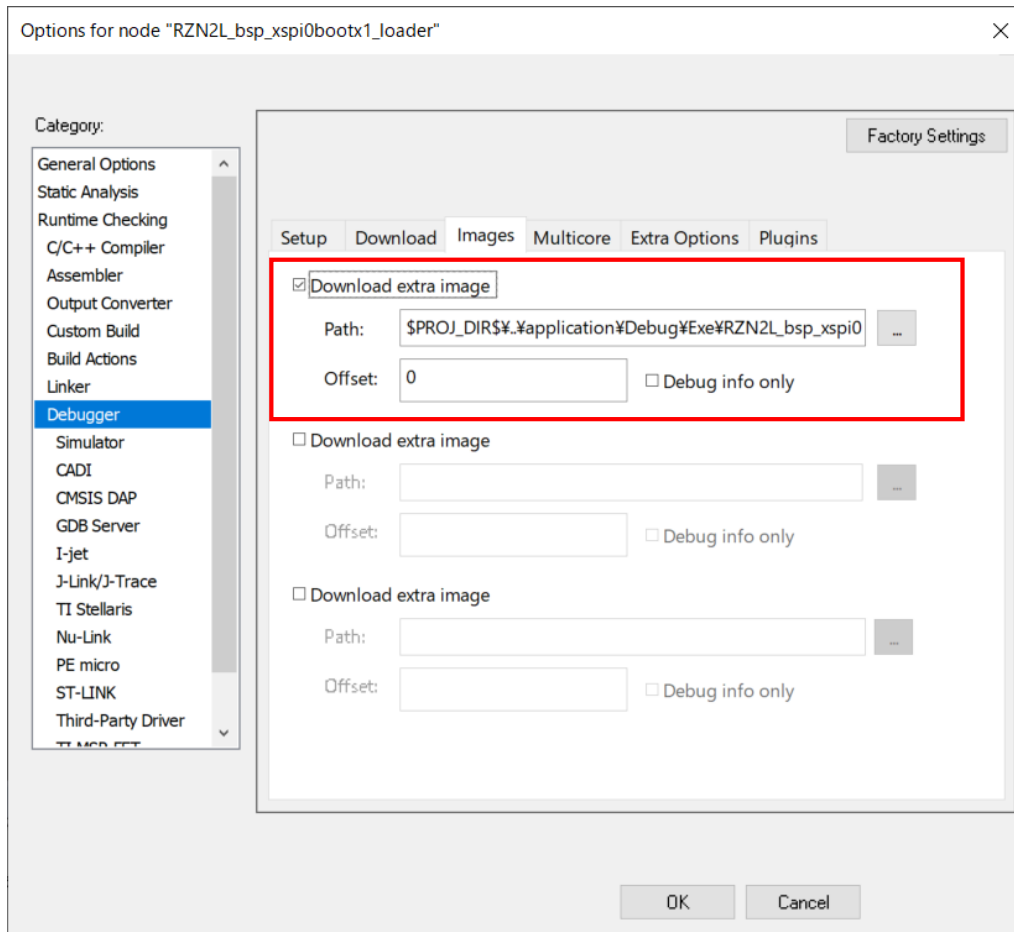 Options for node "RZN2L_bsp_xspi0bootx1_loader"
Category:
Factory Settings
General Options
Static Analysis
Runtime Checking
C/C++ Compiler
Assembler
Output Converter
Custom Build
Build Actions
Linker
Debugger
Simulator
CADI
CMSIS DAP
GDB Server
I-jet
J-Link/J-Trace
TI Stellaris
Nu-Link
PE micro
ST-LINK
Third-Party Driver
TI MSP-FET
Setup Download Images Multicore Extra Options Plugins
Download extra image
Path: $PROJ_DIR$¥..¥application¥Debug¥Exe¥RZN2L_bsp_xspi0 ...
Offset: 0 Debug info only
Download extra image
Path: ...
Offset: Debug info only
Download extra image
Path: ...
Offset: Debug info only
OK Cancel